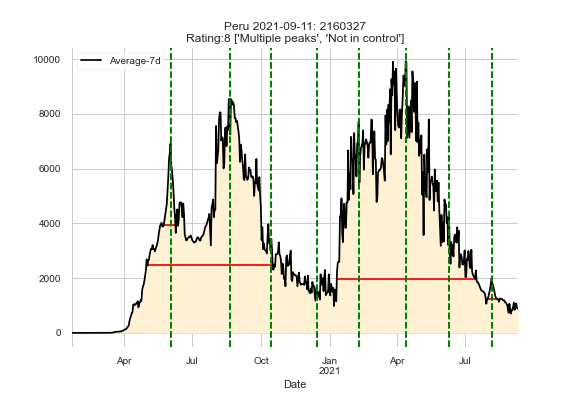 Peru 2021-09-11: 2160327
Rating:8 ['Multiple peaks', 'Not in control']
Average-7d
10000
8000
6000
4000
2000
0
Apr
Jul
Oct
Jan
2021
Apr
Jul
Date